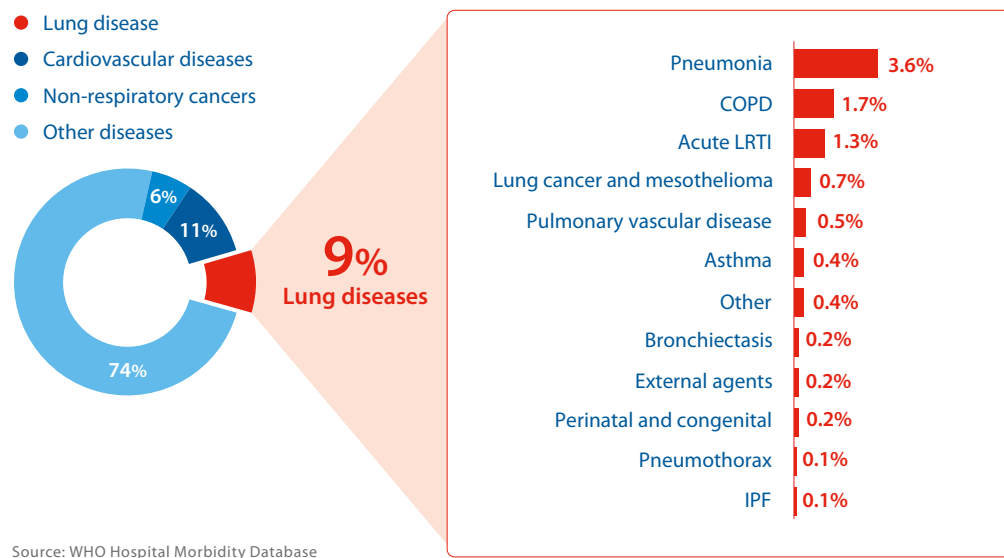 Lung disease
Cardiovascular diseases
Non-respiratory cancers
Other diseases
6%
11%
74%
9%
Lung diseases
Pneumonia 3.6%
COPD 1.7%
Acute LRTI 1.3%
Lung cancer and mesothelioma 0.7%
Pulmonary vascular disease 0.5%
Asthma 0.4%
Other 0.4%
Bronchiectasis 0.2%
External agents 0.2%
Perinatal and congenital 0.2%
Pneumothorax 0.1%
IPF 0.1%
Source: WHO Hospital Morbidity Database